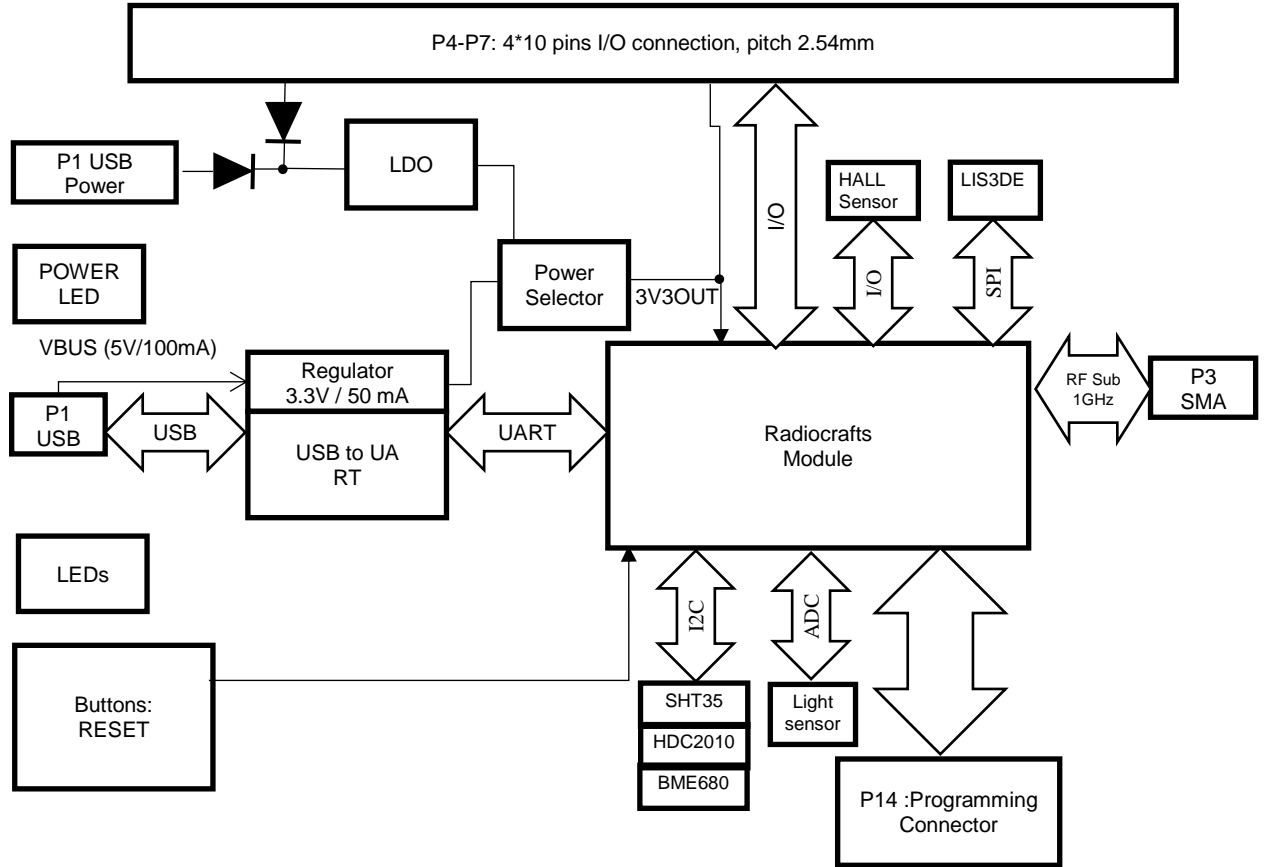 P4-P7: 4*10 pins I/O connection, pitch 2.54mm
P1 USB
Power
LDO
HALL
Sensor
LIS3DE
I/O
I/O
SPI
POWER
LED
Power
Selector
3V3OUT
VBUS (5V/100mA)
Regulator
3.3V / 50 mA
P1
USB
USB
USB to UA
RT
UART
Radiocrafts
Module
RF Sub
1GHz
P3
SMA
LEDs
I2C
ADC
Buttons:
RESET
SHT35
HDC2010
BME680
Light
sensor
P14 :Programming
Connector